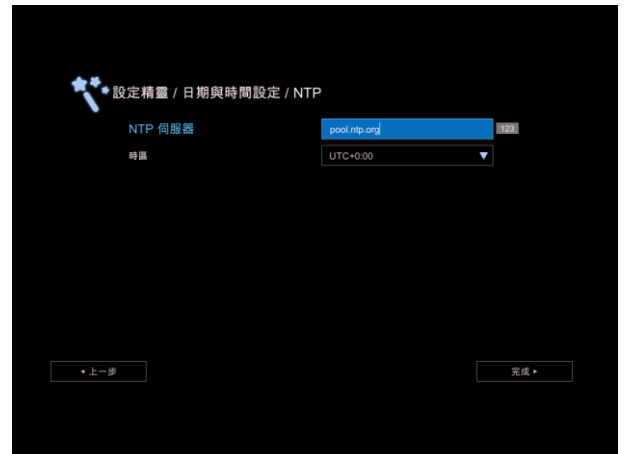 設定精靈 / 日期與時間設定 / NTP
NTP 伺服器 pool.ntp.org 123
時區 UTC+0:00
上一步 完成